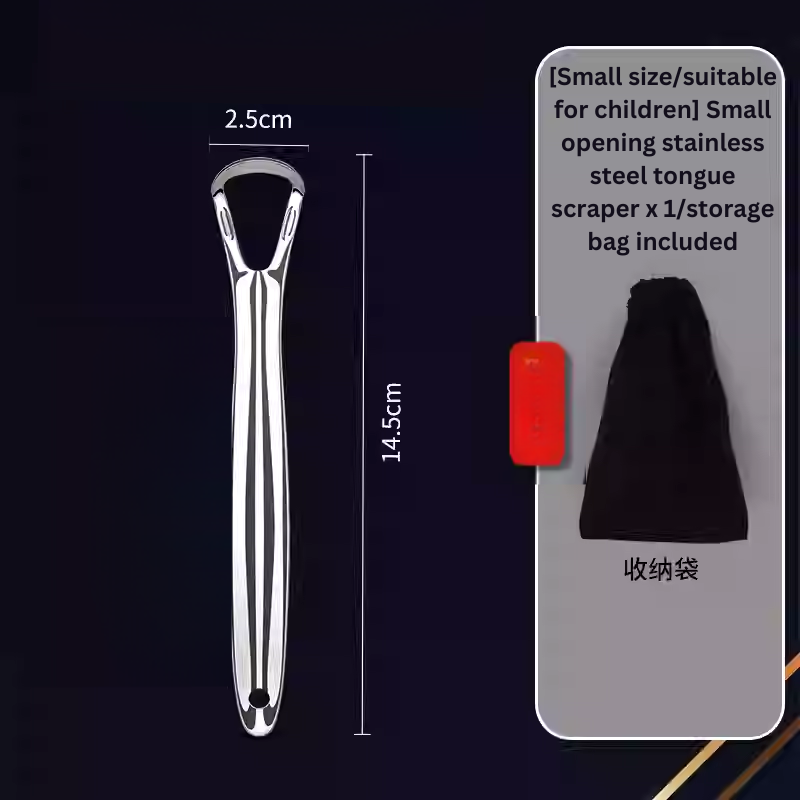 2.5cm
14.5cm
[Small size/suitable
for children] Small
opening stainless
steel tongue
scraper x 1/storage
bag included
收纳袋